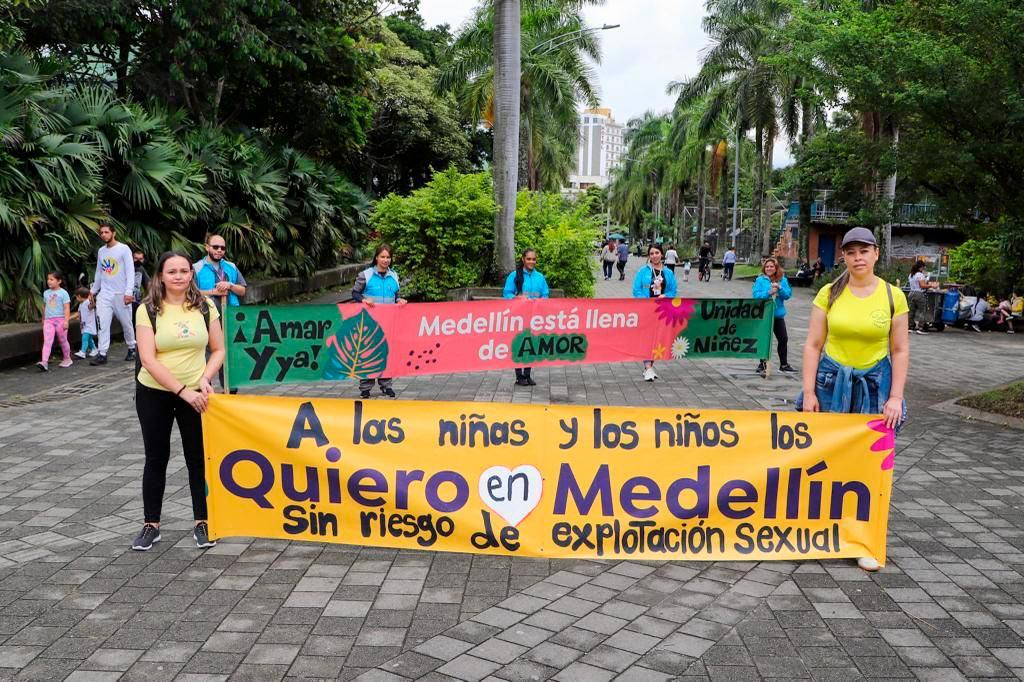 ¡Amar
Y ya!
Medellín está llena
de AMOR
Unidad
de
Niñez
A las niñas y los niños los
Quiero en Medellín
Sin riesgo de explotación Sexual